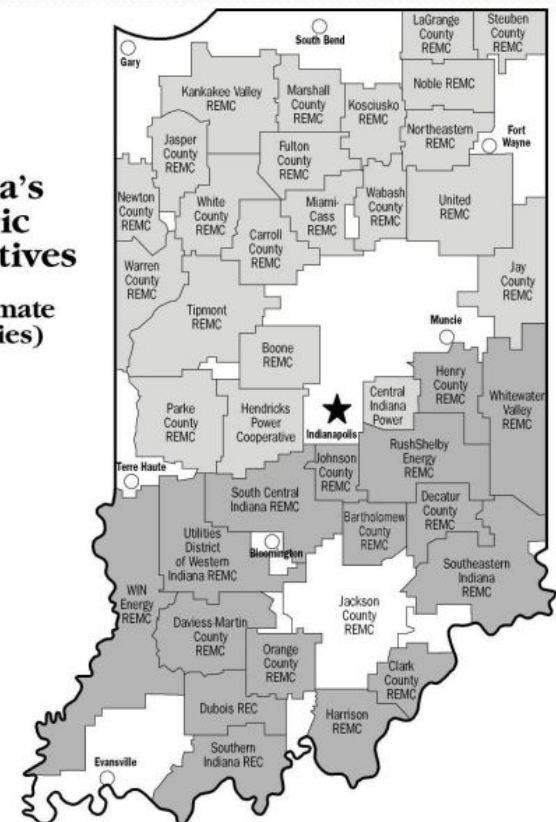 a's
ic
tives
mate
ies)
Gary
South Bend
LaGrange
County
REMC
Steuben
County
REMC
Kankakee Valley
REMC
Marshall
County
REMC
Kosciusko
REMC
Noble REMC
Northeastern
REMC
Fort
Wayne
Jasper
County
REMC
Fulton
County
REMC
Newton
County
REMC
White
County
REMC
Miami-
Cass
REMC
Wabash
County
REMC
United
REMC
Carroll
County
REMC
Warren
County
REMC
Jay
County
REMC
Tipmont
REMC
Muncie
Boone
REMC
Henry
County
REMC
Whitewater
Valley
REMC
Central
Indiana
Power
Parke
County
REMC
Hendricks
Power
Cooperative
Indianapolis
RushShelby
Energy
REMC
Johnson
County
REMC
Terre Haute
South Central
Indiana REMC
Decatur
County
REMC
Bartholomew
County
REMC
Utilities
District
of Western
Indiana REMC
Bloomington
Southeastern
Indiana
REMC
WIN
Energy
REMC
Jackson
County
REMC
Daviess-Martin
County
REMC
Orange
County
REMC
Clark
County
REMC
Dubois REC
Harrison
REMC
Southern
Indiana REC
Evansville